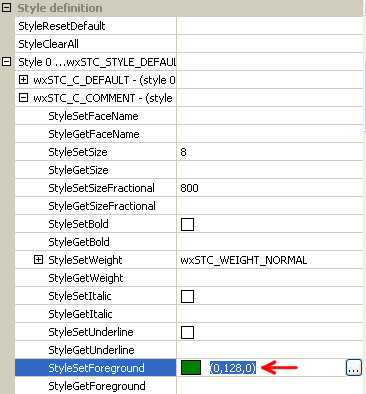 Style definition
StyleResetDefault
StyleClearAll
Style 0 ...wxSTC_STYLE_DEFAUL
wxSTC_C_DEFAULT - (style 0
wxSTC_C_COMMENT - (style
StyleSetFaceName
StyleGetFaceName
StyleSetSize 8
StyleGetSize
StyleSetSizeFractional 800
StyleGetSizeFractional
StyleSetBold
StyleGetBold
StyleSetWeight wxSTC_WEIGHT_NORMAL
StyleGetWeight
StyleSetItalic
StyleGetItalic
StyleSetUnderline
StyleGetUnderline
StyleSetForeground (0,128,0) ...
StyleGetForeground